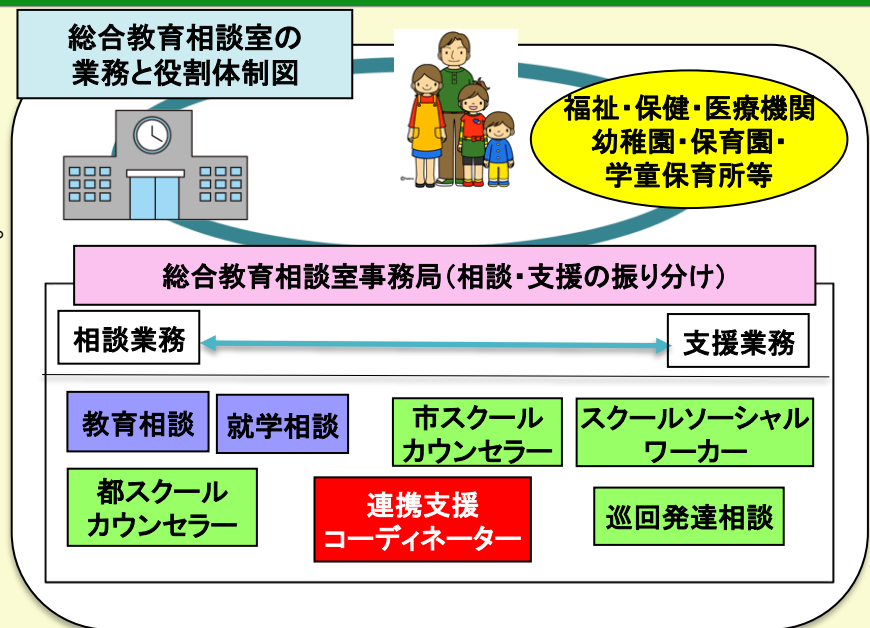 総合教育相談室の
業務と役割体制図
福祉・保健・医療機関
幼稚園・保育園・
学童保育所等
。
総合教育相談室事務局（相談・支援の振り分け）
相談業務
支援業務
教育相談
就学相談
市スクール
カウンセラー
スクールソーシャル
ワーカー
都スクール
カウンセラー
連携支援
コーディネーター
巡回発達相談